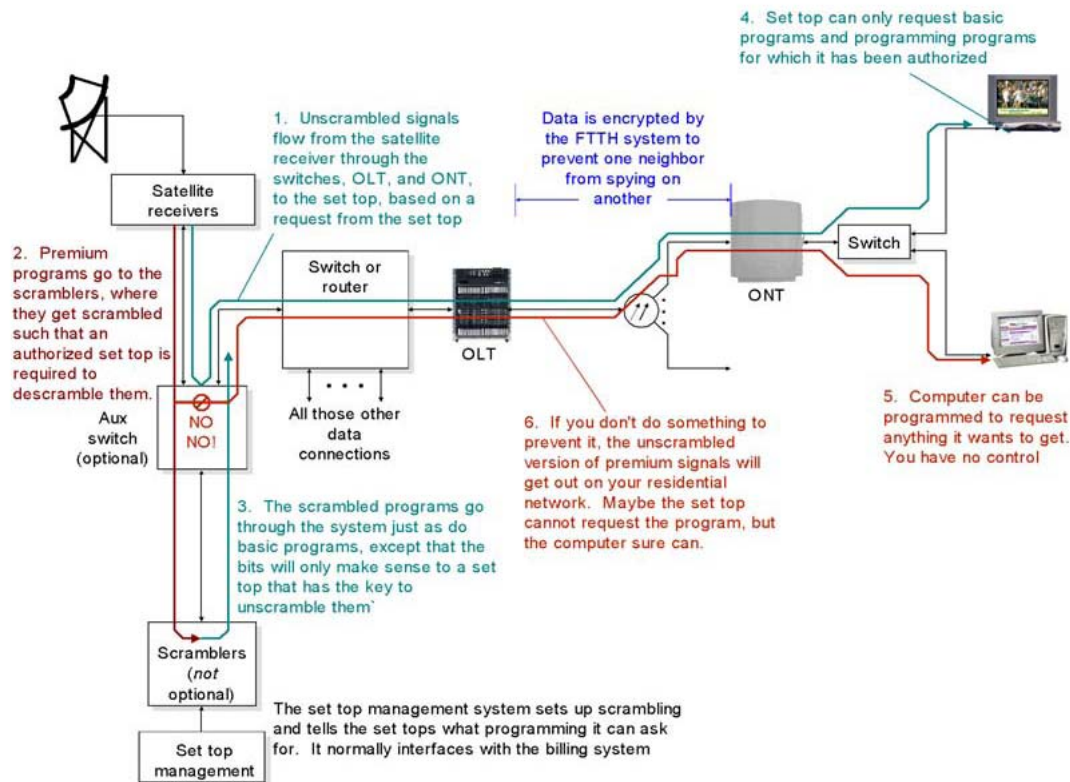 4. Set top can only request basic
programs and programming programs
for which it has been authorized
1. Unscrambled signals
flow from the satellite
receiver through the
switches, OLT, and ONT,
to the set top, based on a
request from the set top
Data is encrypted by
the FTTH system to
prevent one neighbor
from spying on
another
Satellite
receivers
2. Premium
programs go to the
scramblers, where
they get scrambled
such that an
authorized set top is
required to
descramble them.
Switch or
router
OLT
ONT
Switch
Aux
switch
(optional)
NO
NO!
All those other
data
connections
5. Computer can be
programmed to request
anything it wants to get.
You have no control
6. If you don't do something to
prevent it, the unscrambled
version of premium signals will
get out on your residential
network. Maybe the set top
cannot request the program, but
the computer sure can.
3. The scrambled programs go
through the system just as do
basic programs, except that the
bits will only make sense to a set
top that has the key to
unscramble them`
Scramblers
(not
optional)
The set top management system sets up scrambling
and tells the set tops what programming it can ask
for. It normally interfaces with the billing system
Set top
management